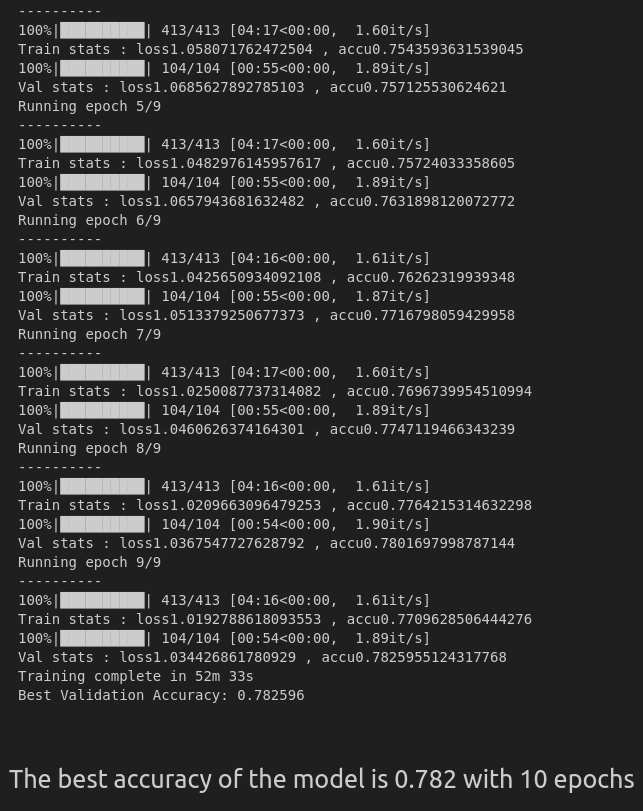 ----------
100%|██████████| 413/413 [04:17<00:00,  1.60it/s]
Train stats : loss1.058071762472504 , accu0.7543593631539045
100%|██████████| 104/104 [00:55<00:00,  1.89it/s]
Val stats : loss1.0685627892785103 , accu0.757125530624621
Running epoch 5/9
----------
100%|██████████| 413/413 [04:17<00:00,  1.60it/s]
Train stats : loss1.0482976145957617 , accu0.75724033358605
100%|██████████| 104/104 [00:55<00:00,  1.89it/s]
Val stats : loss1.0657943681632482 , accu0.7631898120072772
Running epoch 6/9
----------
100%|██████████| 413/413 [04:16<00:00,  1.61it/s]
Train stats : loss1.0425650934092108 , accu0.76262319939348
100%|██████████| 104/104 [00:55<00:00,  1.87it/s]
Val stats : loss1.0513379250677373 , accu0.7716798059429958
Running epoch 7/9
----------
100%|██████████| 413/413 [04:17<00:00,  1.60it/s]
Train stats : loss1.0250087737314082 , accu0.7696739954510994
100%|██████████| 104/104 [00:55<00:00,  1.89it/s]
Val stats : loss1.0460626374164301 , accu0.7747119466343239
Running epoch 8/9
----------
100%|██████████| 413/413 [04:16<00:00,  1.61it/s]
Train stats : loss1.0209663096479253 , accu0.7764215314632298
100%|██████████| 104/104 [00:54<00:00,  1.90it/s]
Val stats : loss1.0367547727628792 , accu0.7801697998787144
Running epoch 9/9
----------
100%|██████████| 413/413 [04:16<00:00,  1.61it/s]
Train stats : loss1.0192788618093553 , accu0.7709628506444276
100%|██████████| 104/104 [00:54<00:00,  1.89it/s]
Val stats : loss1.034426861780929 , accu0.7825955124317768
Training complete in 52m 33s
Best Validation Accuracy: 0.782596
The best accuracy of the model is 0.782 with 10 epochs